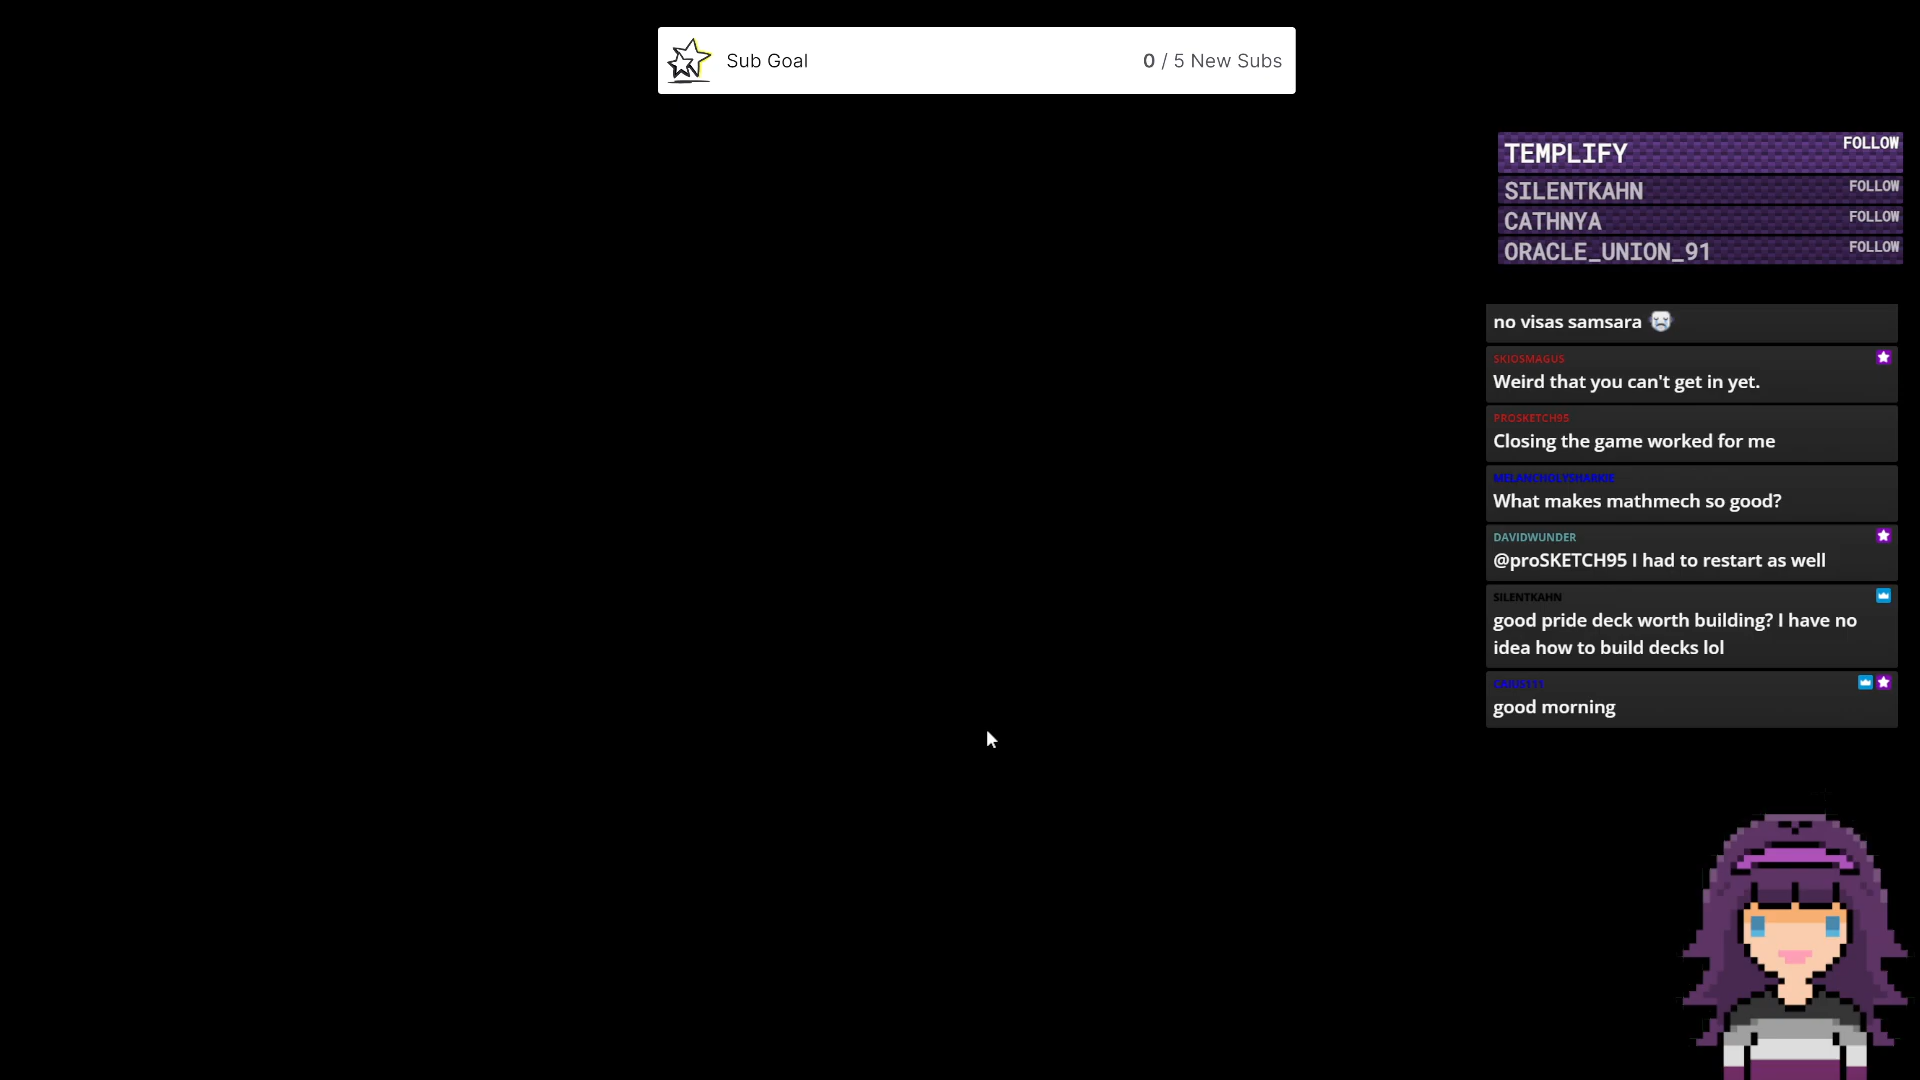 Sub Goal
0 / 5 New Subs
TEMPLIFY FOLLOW
SILENTKAHN FOLLOW
CATHNYA FOLLOW
ORACLE_UNION_91 FOLLOW
no visas samsara
SKIOSMAGUS
Weird that you can't get in yet.
PROSKETCH95
Closing the game worked for me
MELANCHOLYSHARKIE
What makes mathmech so good?
DAVIDWUNDER
@proSKETCH95 I had to restart as well
SILENTKAHN
good pride deck worth building? I have no
idea how to build decks lol
CAIUS111
good morning